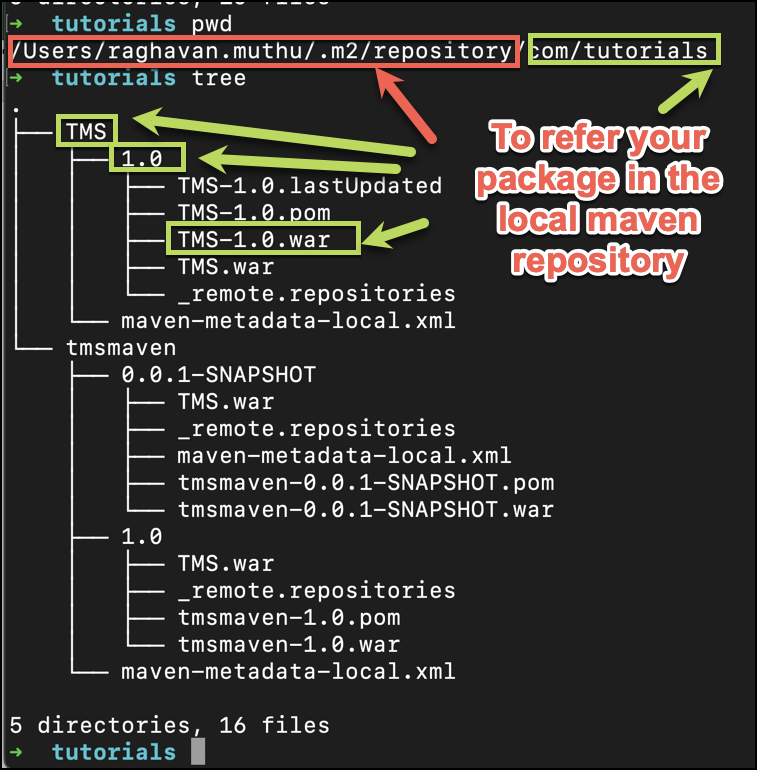 5 directories, 16 files
➜  tutorials pwd
/Users/raghavan.muthu/.m2/repository/com/tutorials
➜  tutorials tree
.
├── TMS
│   ├── 1.0
│   │   ├── TMS-1.0.lastUpdated
│   │   ├── TMS-1.0.pom
│   │   ├── TMS-1.0.war
│   │   ├── TMS.war
│   │   └── _remote.repositories
│   └── maven-metadata-local.xml
└── tmsmaven
    ├── 0.0.1-SNAPSHOT
    │   ├── TMS.war
    │   ├── _remote.repositories
    │   ├── maven-metadata-local.xml
    │   ├── tmsmaven-0.0.1-SNAPSHOT.pom
    │   └── tmsmaven-0.0.1-SNAPSHOT.war
    ├── 1.0
    │   ├── TMS.war
    │   ├── _remote.repositories
    │   ├── tmsmaven-1.0.pom
    │   └── tmsmaven-1.0.war
    └── maven-metadata-local.xml
5 directories, 16 files
➜  tutorials
To refer your
package in the
local maven
repository